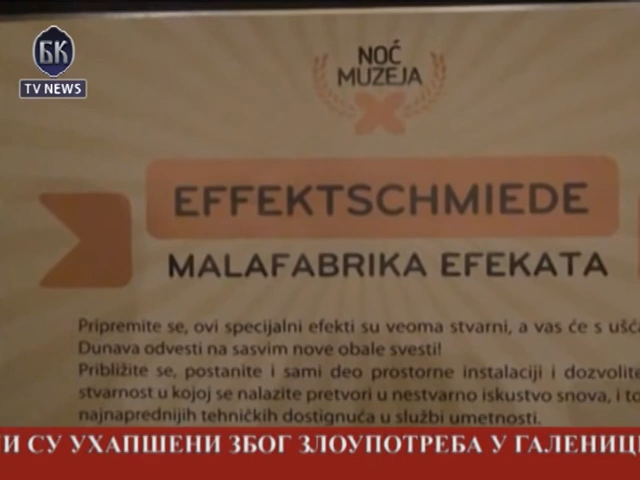 БК
TV NEWS
NOĆ
MUZEJA
EFFEKTSCHMIEDE
MALAFABRIKA EFEKATA
Pripremite se, ovi specijalni efekti su veoma stvarni, a vas će s ušć
Dunava odvesti na sasvim nove obale svesti!
Približite se, postanite i sami deo prostorne instalaciji i dozvolite
stvarnost u kojoj se nalazite pretvori u nestvarno iskustvo snova, i to
najnaprednijih tehničkih dostignuća u službi umetnosti.
СУ УХАПШЕНИ ЗБОГ ЗЛОУПОТРЕБА У ГАЛЕНИЦИ